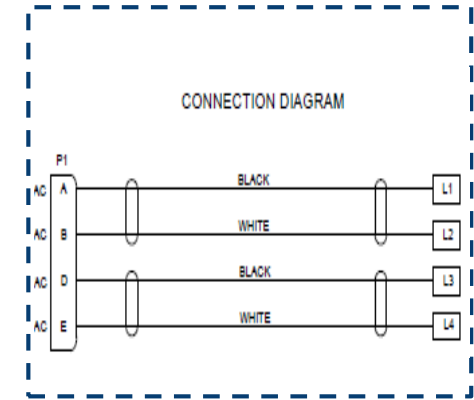 CONNECTION DIAGRAM
P1
AC A BLACK L1
AC B WHITE L2
AC D BLACK L3
AC E WHITE L4